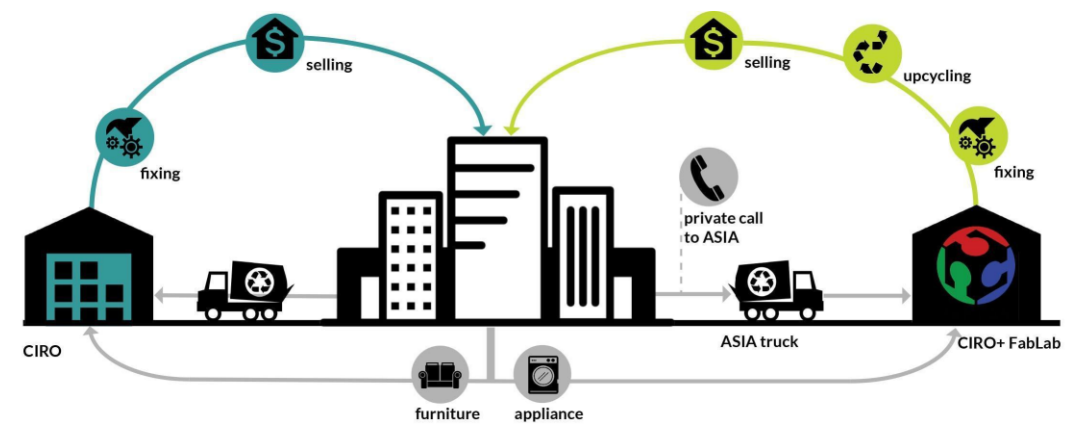 selling
selling
upcycling
fixing
fixing
private call
to ASIA
CIRO
ASIA truck
CIRO+ FabLab
furniture
appliance